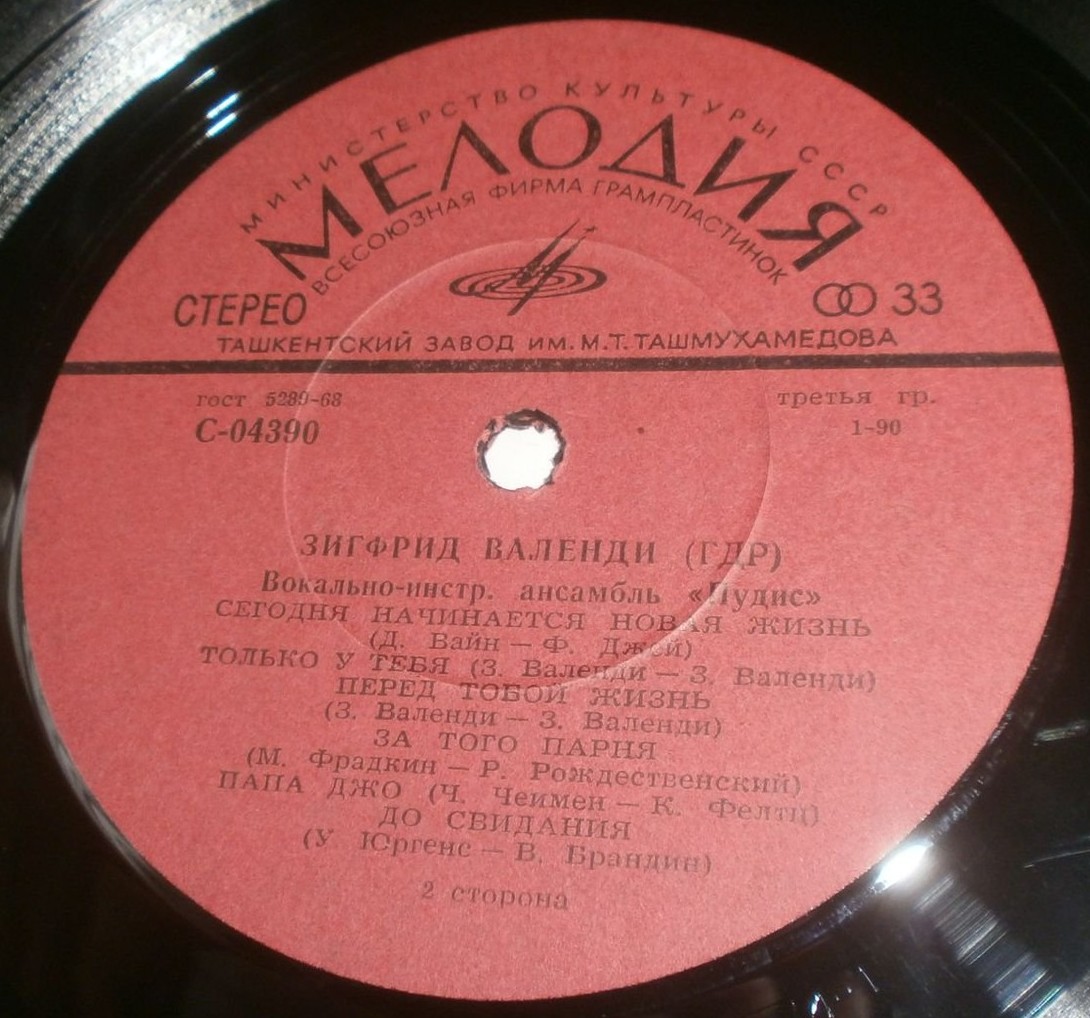 МИНИСТЕРСТВО КУЛЬТУРЫ СССР
МЕЛОДИЯ
ВСЕСОЮЗНАЯ ФИРМА ГРАМПЛАСТИНОК
СТЕРЕО 33
ТАШКЕНТСКИЙ ЗАВОД ИМ. М.Т. ТАШМУХАМЕДОВА
гост 5289-68 третья гр.
С-04390 1-90
ЗИГФРИД ВАЛЕНДИ (ГДР)
Вокально-инстр. ансамбль «Пудис»
СЕГОДНЯ НАЧИНАЕТСЯ НОВАЯ ЖИЗНЬ
(Д. Вайн — Ф. Джей)
ТОЛЬКО У ТЕБЯ (З. Валенди — З. Валенди)
ПЕРЕД ТОБОЙ ЖИЗНЬ
(З. Валенди — З. Валенди)
ЗА ТОГО ПАРНЯ
(М. Фрадкин — Р. Рождественский)
ПАПА ДЖО (Ч. Чеимен — К. Фелтц)
ДО СВИДАНИЯ
(У Юргенс — В. Брандин)
2 сторона